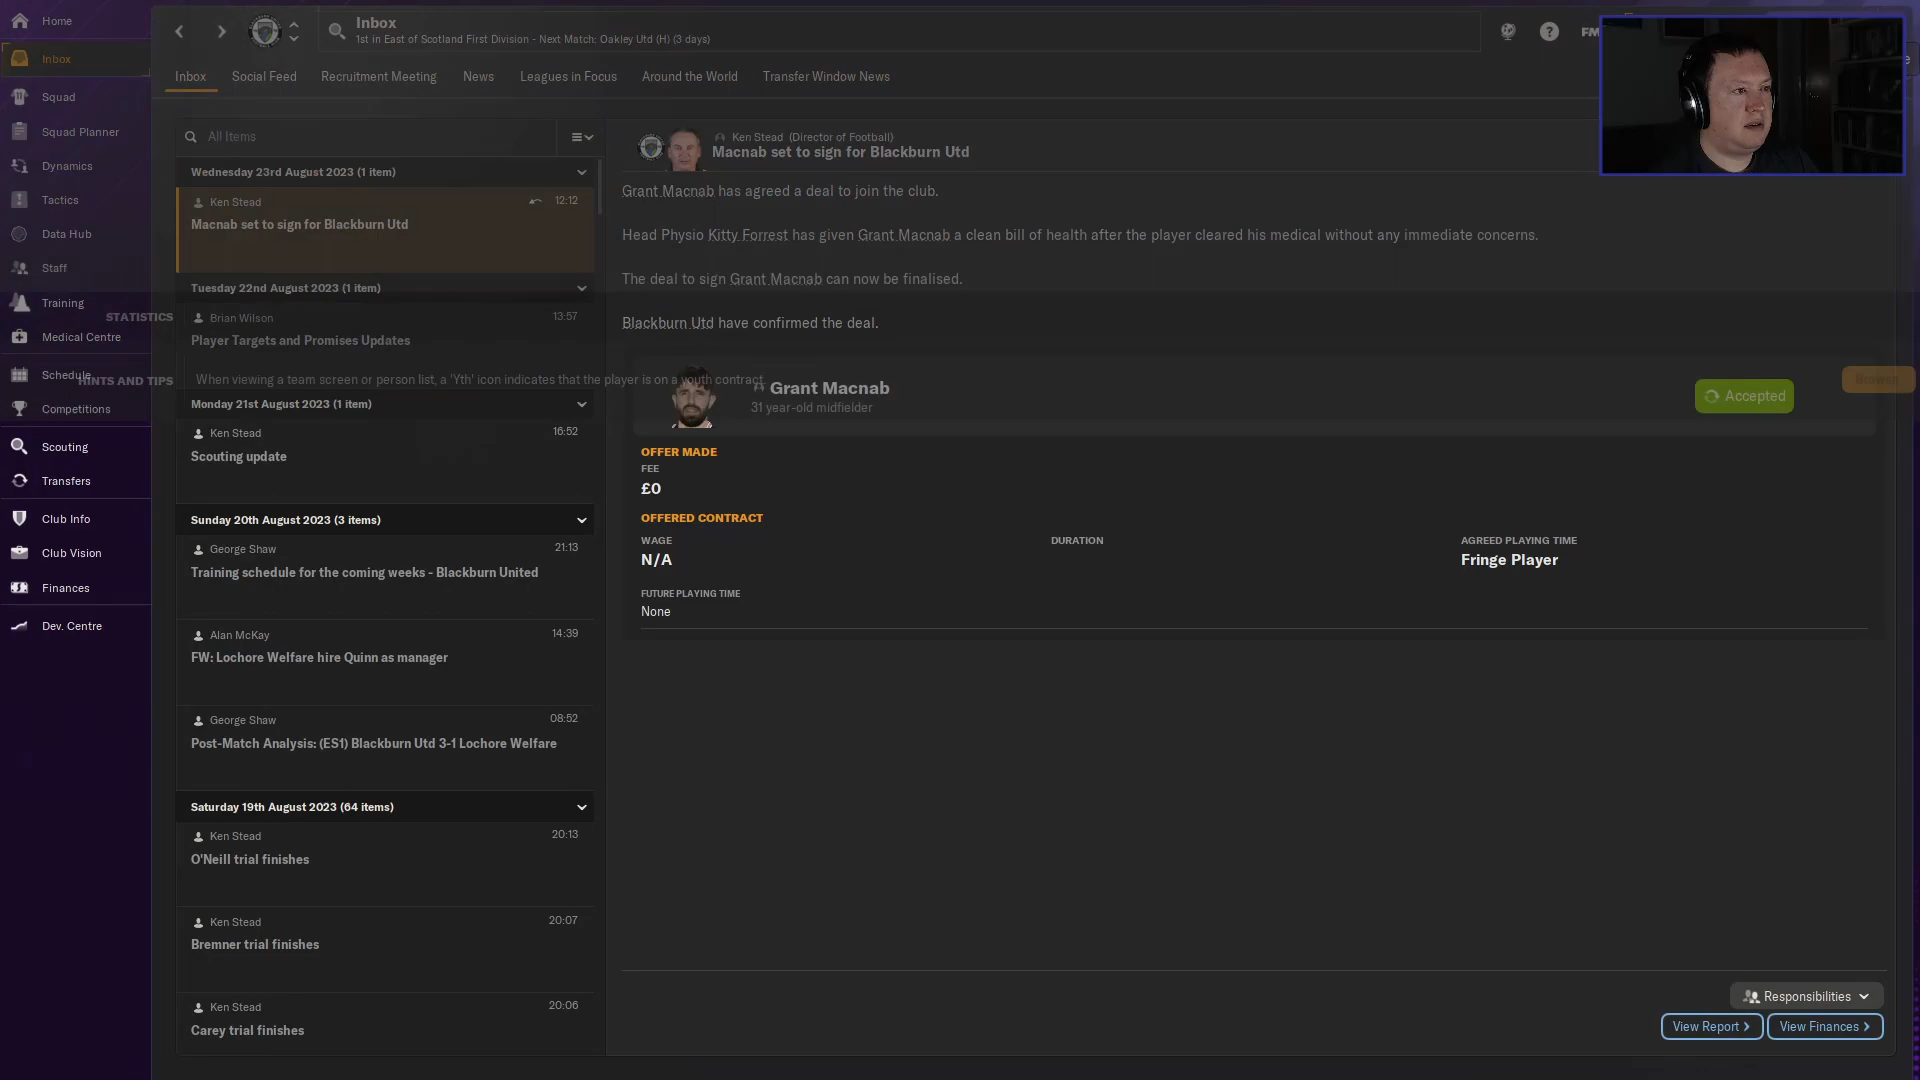 Home
Inbox
Squad
Squad Planner
Dynamics
Tactics
Data Hub
Staff
Training
Medical Centre
Schedule
Competitions
Scouting
Transfers
Club Info
Club Vision
Finances
Dev. Centre
STATISTICS
HINTS AND TIPS
When viewing a team screen or person list, a 'Yth' icon indicates that the player is on a youth contract.
Inbox
1st in East of Scotland First Division - Next Match: Oakley Utd (H) (3 days)
FM
Inbox Social Feed Recruitment Meeting News Leagues in Focus Around the World Transfer Window News
All Items
Wednesday 23rd August 2023 (1 item)
Ken Stead 12:12
Macnab set to sign for Blackburn Utd
Tuesday 22nd August 2023 (1 item)
Brian Wilson 13:57
Player Targets and Promises Updates
Monday 21st August 2023 (1 item)
Ken Stead 16:52
Scouting update
Sunday 20th August 2023 (3 items)
George Shaw 21:13
Training schedule for the coming weeks - Blackburn United
Alan McKay 14:39
FW: Lochore Welfare hire Quinn as manager
George Shaw 08:52
Post-Match Analysis: (ES1) Blackburn Utd 3-1 Lochore Welfare
Saturday 19th August 2023 (64 items)
Ken Stead 20:13
O'Neill trial finishes
Ken Stead 20:07
Bremner trial finishes
Ken Stead 20:06
Carey trial finishes
Ken Stead (Director of Football)
Macnab set to sign for Blackburn Utd
Grant Macnab has agreed a deal to join the club.
Head Physio Kitty Forrest has given Grant Macnab a clean bill of health after the player cleared his medical without any immediate concerns.
The deal to sign Grant Macnab can now be finalised.
Blackburn Utd have confirmed the deal.
Grant Macnab
31 year-old midfielder
Accepted
OFFER MADE
FEE
£0
OFFERED CONTRACT
WAGE DURATION AGREED PLAYING TIME
N/A Fringe Player
FUTURE PLAYING TIME
None
Responsibilities
View Report View Finances